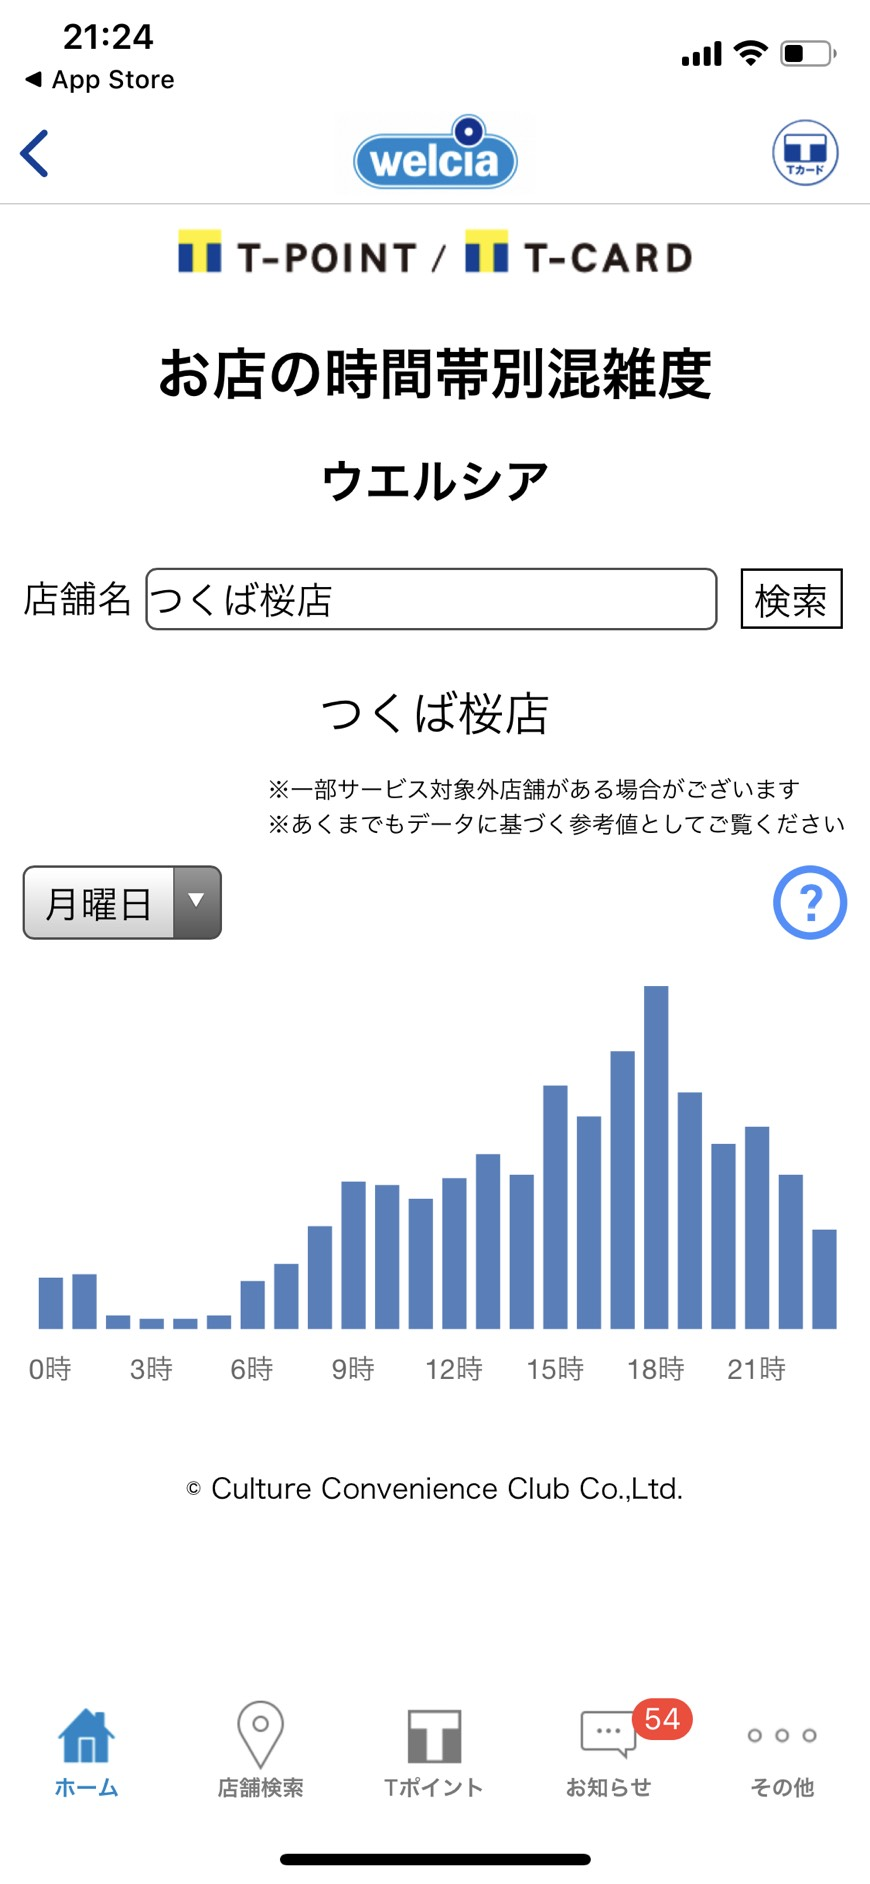 21:24
◀ App Store
welcia
Tカード
T-POINT / T-CARD
お店の時間帯別混雑度
ウエルシア
店舗名 つくば桜店 検索
つくば桜店
※一部サービス対象外店舗がある場合がございます
※あくまでもデータに基づく参考値としてご覧ください
月曜日 ▼ ?
0時 3時 6時 9時 12時 15時 18時 21時
© Culture Convenience Club Co.,Ltd.
54
ホーム 店舗検索 Tポイント お知らせ その他